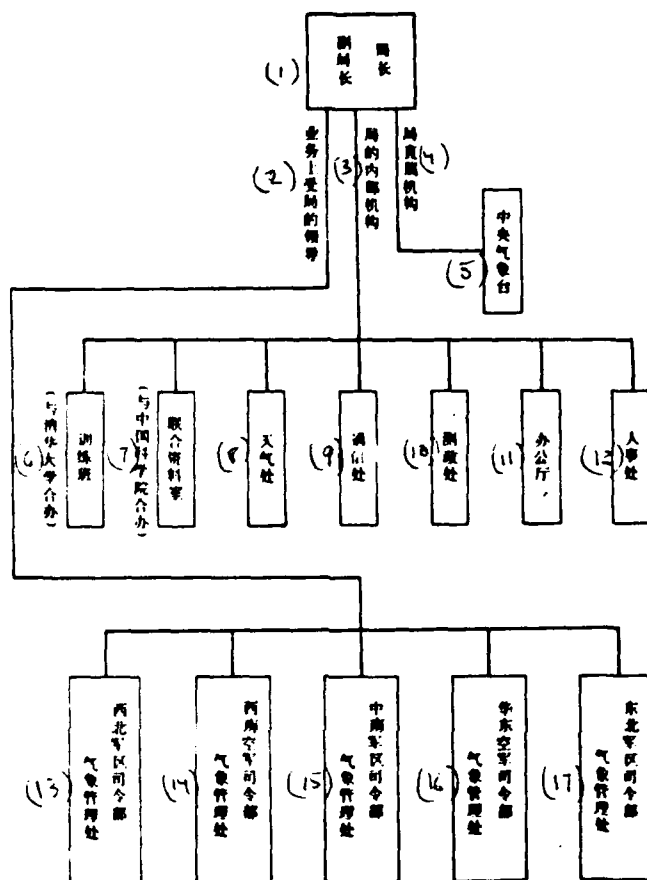 (1)
局长
副局长
(2)
业务上受局的领导
(3)
局的内部机构
(4)
局直属机构
(5)
中央气象台
(6)
训练班
(与清华大学合办)
(7)
联合资料室
(与中国科学院合办)
(8)
天气处
(9)
通信处
(10)
测政处
(11)
办公厅
(12)
人事处
(13)
西北军区司令部
气象管理处
(14)
西南空军司令部
气象管理处
(15)
中南军区司令部
气象管理处
(16)
华东空军司令部
气象管理处
(17)
东北军区司令部
气象管理处